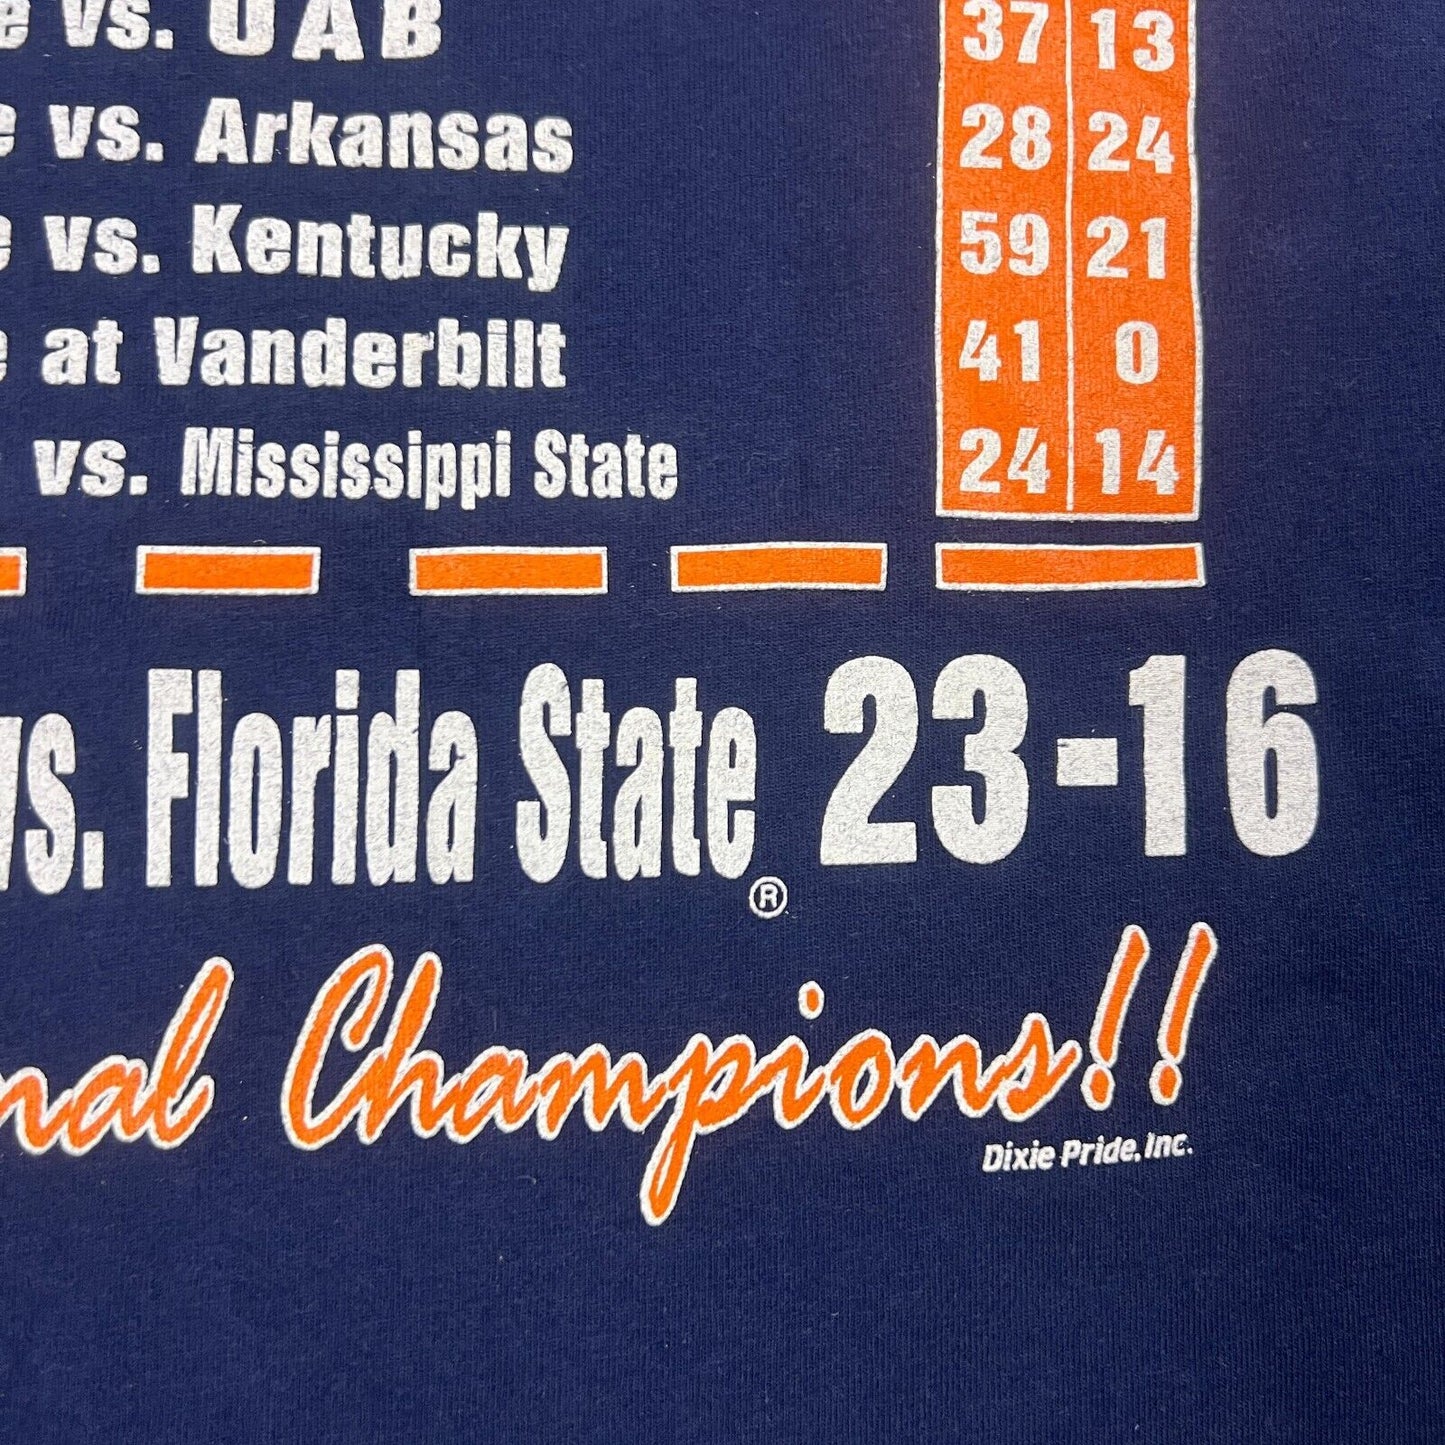 vs. UAB 37 13
vs. Arkansas 28 24
vs. Kentucky 59 21
at Vanderbilt 41 0
vs. Mississippi State 24 14
vs. Florida State® 23-16
nal Champions!!
Dixie Pride, Inc.